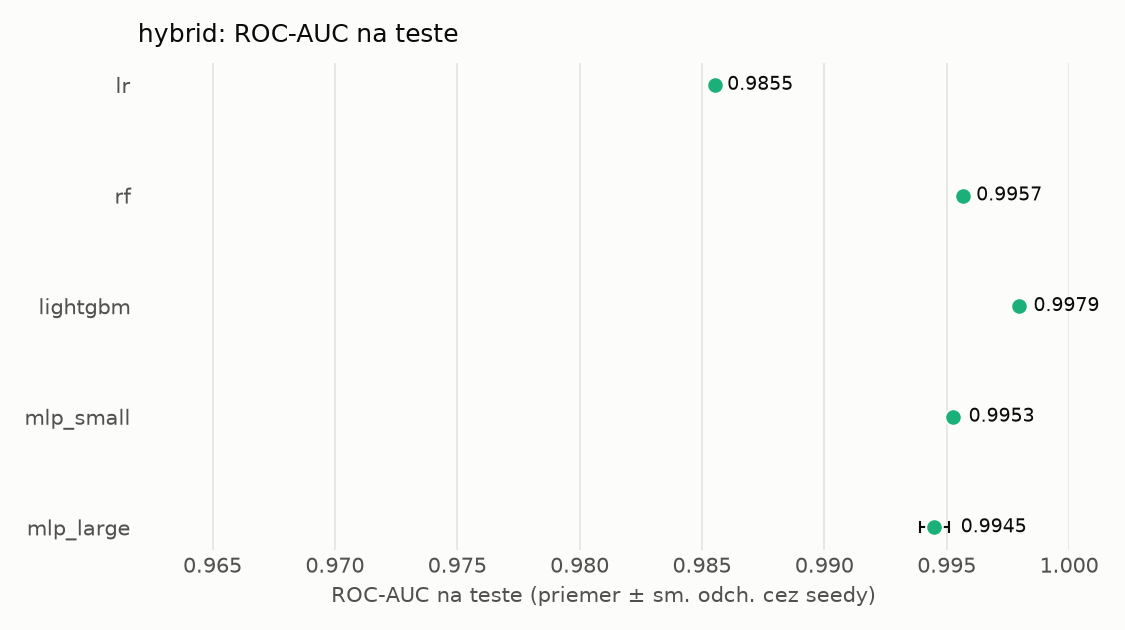 hybrid: ROC-AUC na teste
lr 0.9855
rf 0.9957
lightgbm 0.9979
mlp_small 0.9953
mlp_large 0.9945
0.965 0.970 0.975 0.980 0.985 0.990 0.995 1.000
ROC-AUC na teste (priemer ± sm. odch. cez seedy)